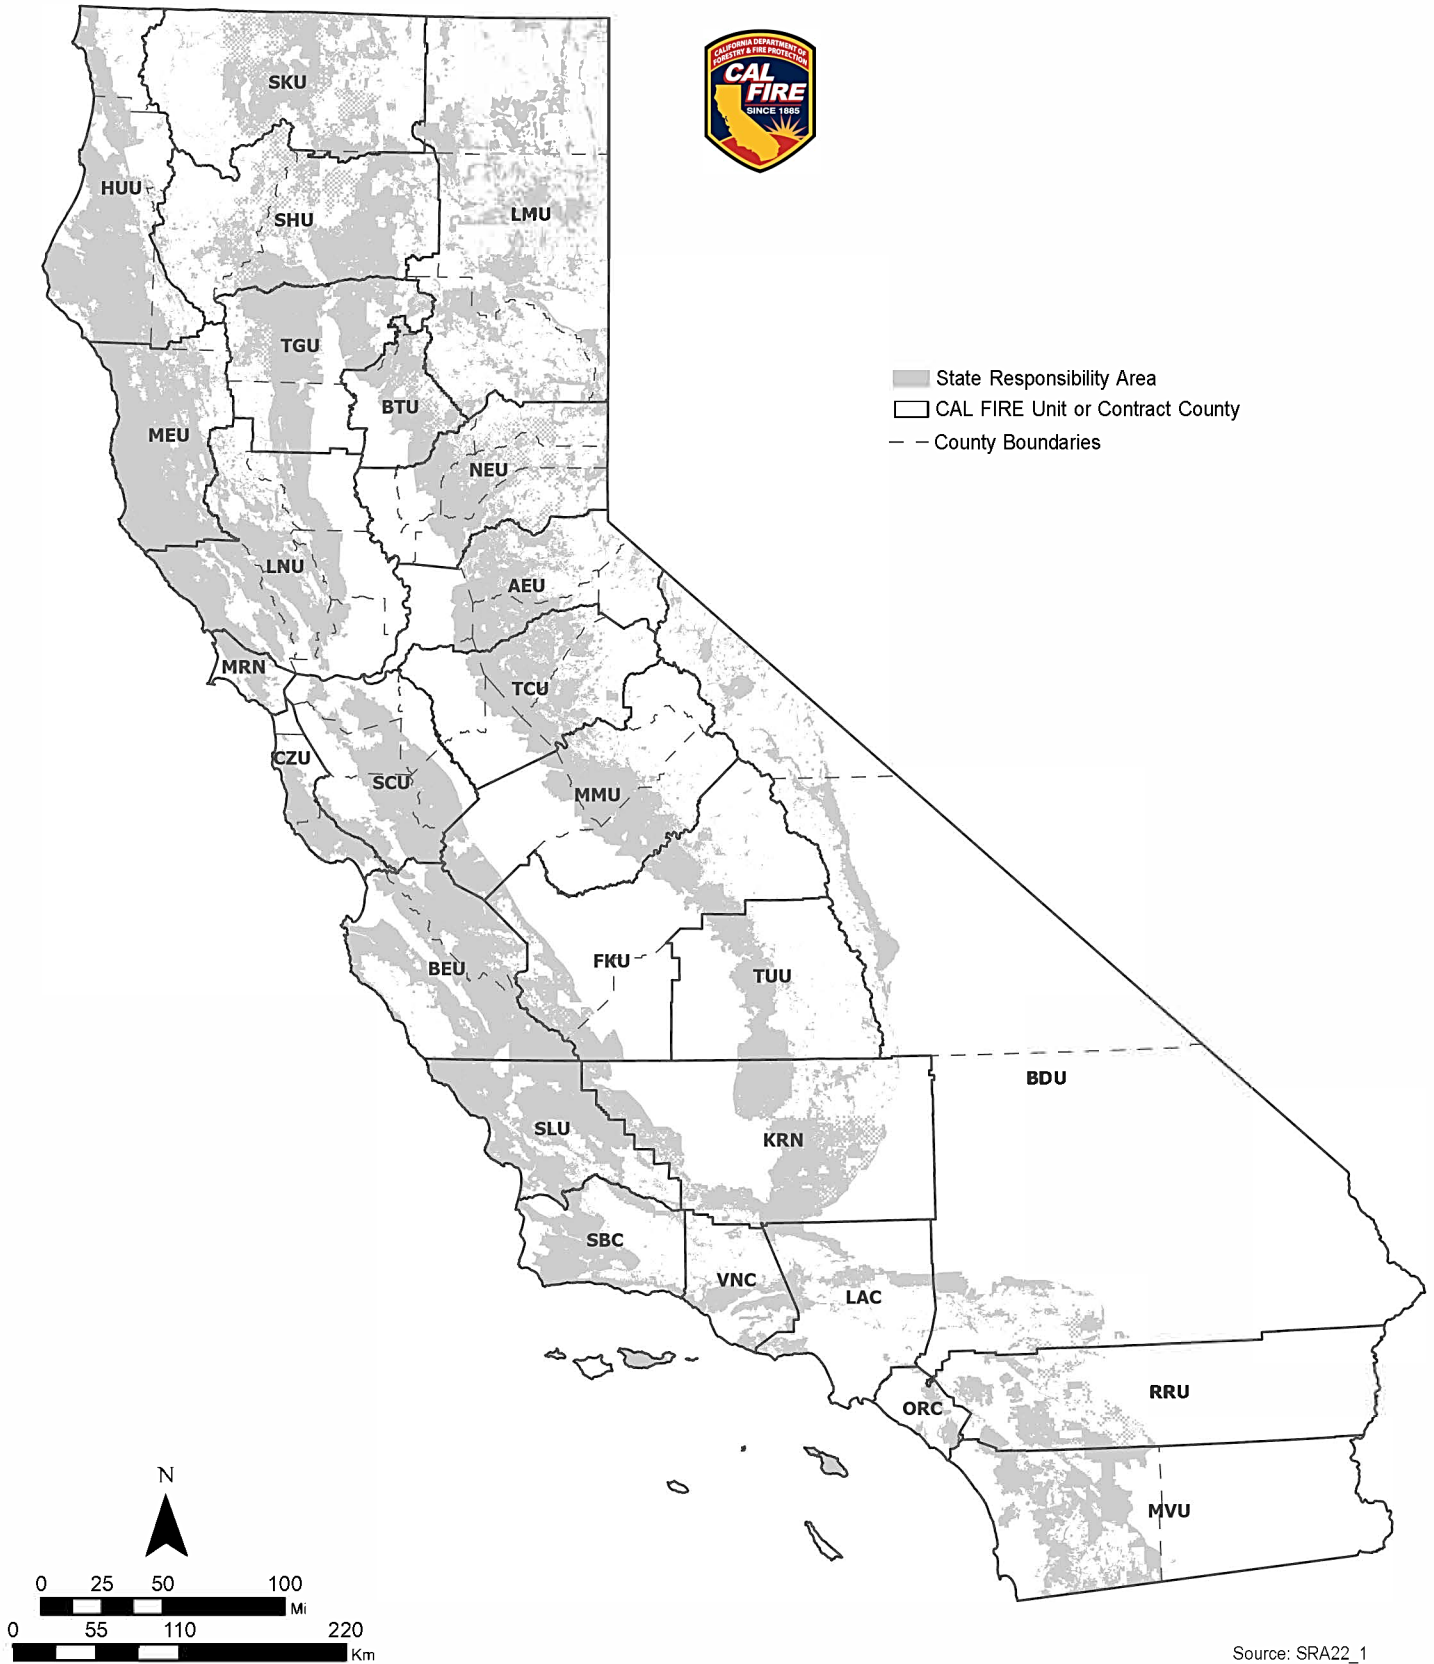 CALIFORNIA DEPARTMENT OF
FORESTRY & FIRE PROTECTION
CAL
FIRE
SINCE 1885
SKU
HUU
SHU
LMU
TGU
BTU
MEU
NEU
State Responsibility Area
CAL FIRE Unit or Contract County
County Boundaries
LNU
AEU
MRN
TCU
CZU
SCU
MMU
BEU
FKU
TUU
BDU
SLU
KRN
SBC
VNC
LAC
RRU
ORC
MVU
N
0 25 50 100
Mi
0 55 110 220
Km
Source: SRA22_1